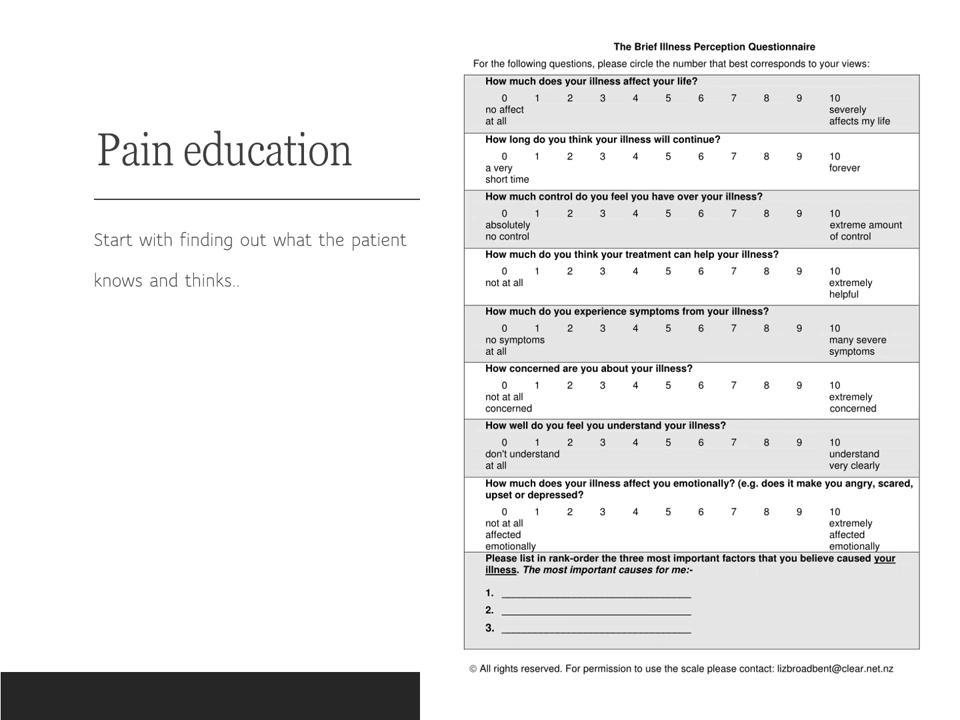 Pain education
Start with finding out what the patient
knows and thinks..
The Brief Illness Perception Questionnaire
For the following questions, please circle the number that best corresponds to your views:
How much does your illness affect your life?
0 1 2 3 4 5 6 7 8 9 10
no affect severely
at all affects my life
How long do you think your illness will continue?
0 1 2 3 4 5 6 7 8 9 10
a very forever
short time
How much control do you feel you have over your illness?
0 1 2 3 4 5 6 7 8 9 10
absolutely extreme amount
no control of control
How much do you think your treatment can help your illness?
0 1 2 3 4 5 6 7 8 9 10
not at all extremely
helpful
How much do you experience symptoms from your illness?
0 1 2 3 4 5 6 7 8 9 10
no symptoms many severe
at all symptoms
How concerned are you about your illness?
0 1 2 3 4 5 6 7 8 9 10
not at all extremely
concerned concerned
How well do you feel you understand your illness?
0 1 2 3 4 5 6 7 8 9 10
don't understand understand
at all very clearly
How much does your illness affect you emotionally? (e.g. does it make you angry, scared,
upset or depressed?
0 1 2 3 4 5 6 7 8 9 10
not at all extremely
affected affected
emotionally emotionally
Please list in rank-order the three most important factors that you believe caused your
illness. The most important causes for me:-
1. ________________________________
2. ________________________________
3. ________________________________
© All rights reserved. For permission to use the scale please contact: lizbroadbent@clear.net.nz